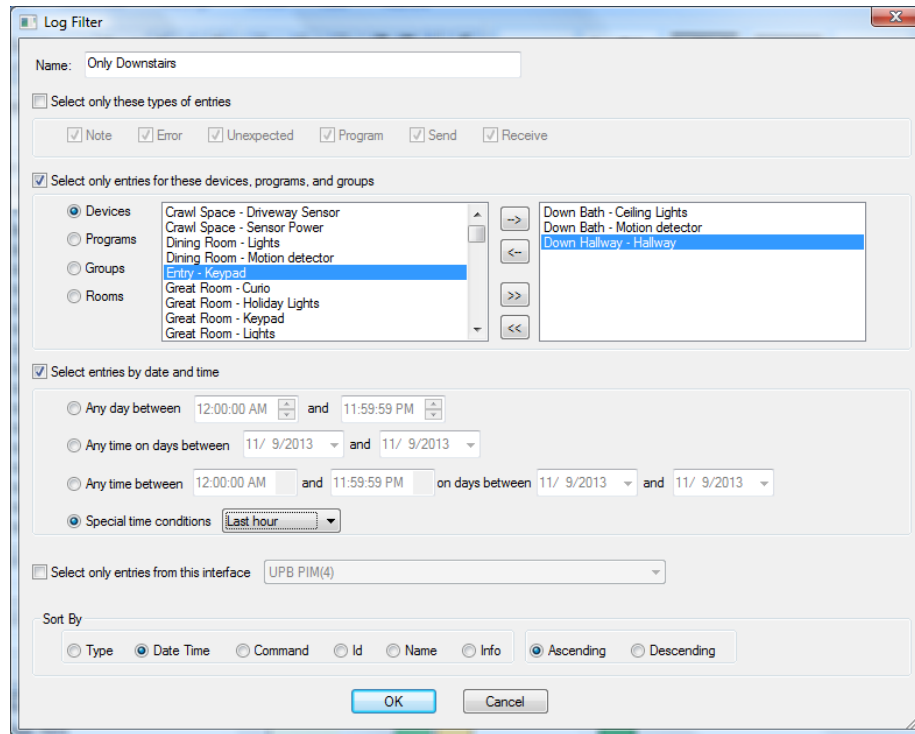 Log Filter
Name: Only Downstairs
Select only these types of entries
Note Error Unexpected Program Send Receive
Select only entries for these devices, programs, and groups
Devices
Programs
Groups
Rooms
Crawl Space - Driveway Sensor
Crawl Space - Sensor Power
Dining Room - Lights
Dining Room - Motion detector
Entry - Keypad
Great Room - Curio
Great Room - Holiday Lights
Great Room - Keypad
Great Room - Lights
-->
<--
>>
<<
Down Bath - Ceiling Lights
Down Bath - Motion detector
Down Hallway - Hallway
Select entries by date and time
Any day between 12:00:00 AM and 11:59:59 PM
Any time on days between 11/ 9/2013 and 11/ 9/2013
Any time between 12:00:00 AM and 11:59:59 PM on days between 11/ 9/2013 and 11/ 9/2013
Special time conditions Last hour
Select only entries from this interface UPB PIM(4)
Sort By
Type Date Time Command Id Name Info Ascending Descending
OK Cancel